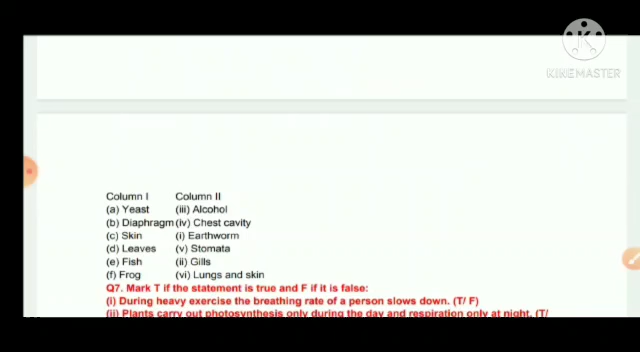 KINEMASTER
Column I Column II
(a) Yeast (iii) Alcohol
(b) Diaphragm (iv) Chest cavity
(c) Skin (i) Earthworm
(d) Leaves (v) Stomata
(e) Fish (ii) Gills
(f) Frog (vi) Lungs and skin
Q7. Mark T if the statement is true and F if it is false:
(i) During heavy exercise the breathing rate of a person slows down. (T/ F)
(ii) Plants carry out photosynthesis only during the day and respiration only at night. (T/